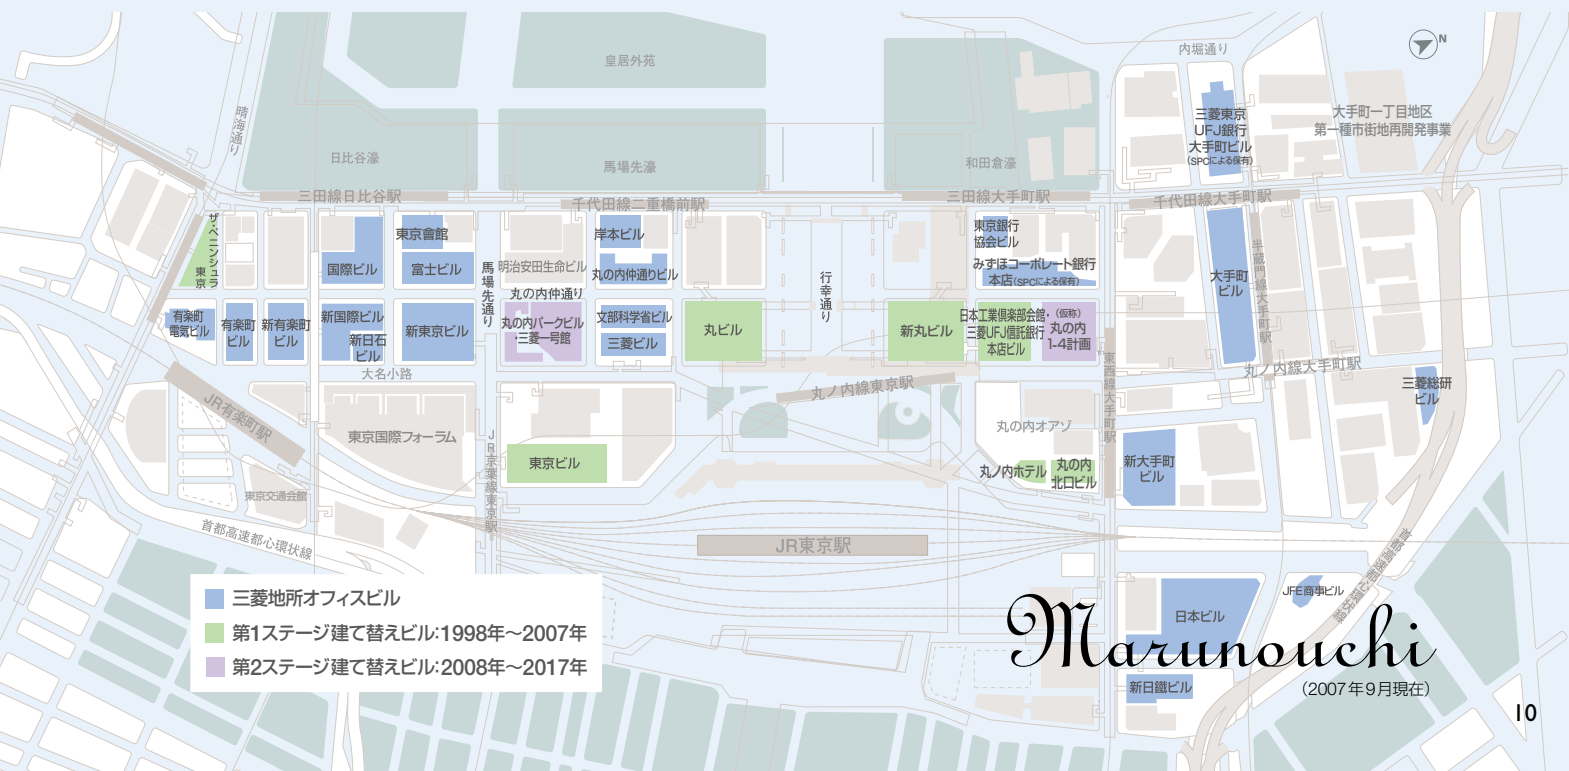 皇居外苑
内堀通り
N
晴海通り
日比谷濠
馬場先濠
和田倉濠
三菱東京
UFJ銀行
大手町ビル
(SPCによる保有)
大手町一丁目地区
第一種市街地再開発事業
三田線日比谷駅
千代田線二重橋前駅
三田線大手町駅
千代田線大手町駅
ザ・ペニンシュラ
東京
国際ビル
東京會館
富士ビル
馬場先通り
明治安田生命ビル
岸本ビル
丸の内仲通りビル
行幸通り
東京銀行
協会ビル
みずほコーポレート銀行
本店(SPCによる保有)
大手町
ビル
半蔵門線大手町駅
丸の内仲通り
有楽町
電気ビル
有楽町
ビル
新有楽町
ビル
新国際ビル
新日石
ビル
新東京ビル
丸の内パークビル
・三菱一号館
文部科学省ビル
三菱ビル
丸ビル
新丸ビル
日本工業倶楽部会館・
三菱UFJ信託銀行
本店ビル
(仮称)
丸の内
1-4計画
東西線大手町駅
丸ノ内線大手町駅
大名小路
丸ノ内線東京駅
三菱総研
ビル
JR有楽町駅
東京国際フォーラム
JR京葉線東京駅
東京ビル
丸の内オアゾ
丸ノ内ホテル
丸の内
北口ビル
新大手町
ビル
東京交通会館
首都高速都心環状線
JR東京駅
首都高速都心環状線
日本ビル
JFE商事ビル
新日鐵ビル
三菱地所オフィスビル
第1ステージ建て替えビル:1998年〜2007年
第2ステージ建て替えビル:2008年〜2017年
Marunouchi
(2007年9月現在)
10